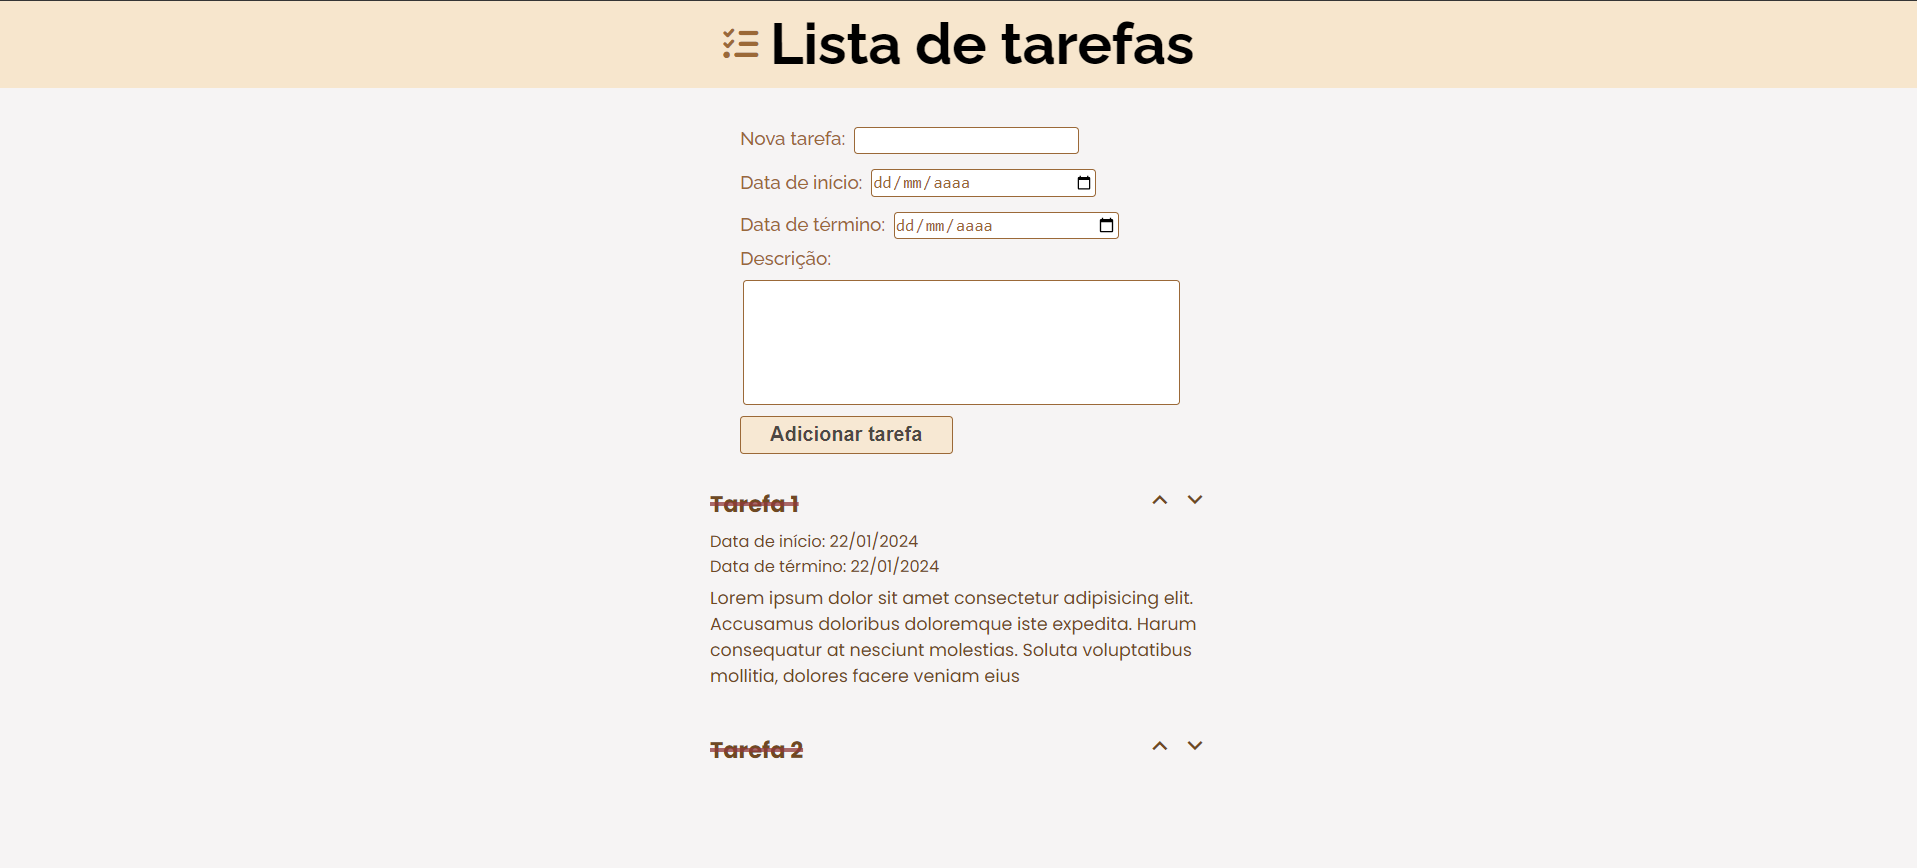 Lista de tarefas
Nova tarefa:
Data de início: dd/mm/aaaa
Data de término: dd/mm/aaaa
Descrição:
Adicionar tarefa
Tarefa 1
Data de início: 22/01/2024
Data de término: 22/01/2024
Lorem ipsum dolor sit amet consectetur adipisicing elit.
Accusamus doloribus doloremque iste expedita. Harum
consequatur at nesciunt molestias. Soluta voluptatibus
mollitia, dolores facere veniam eius
Tarefa 2